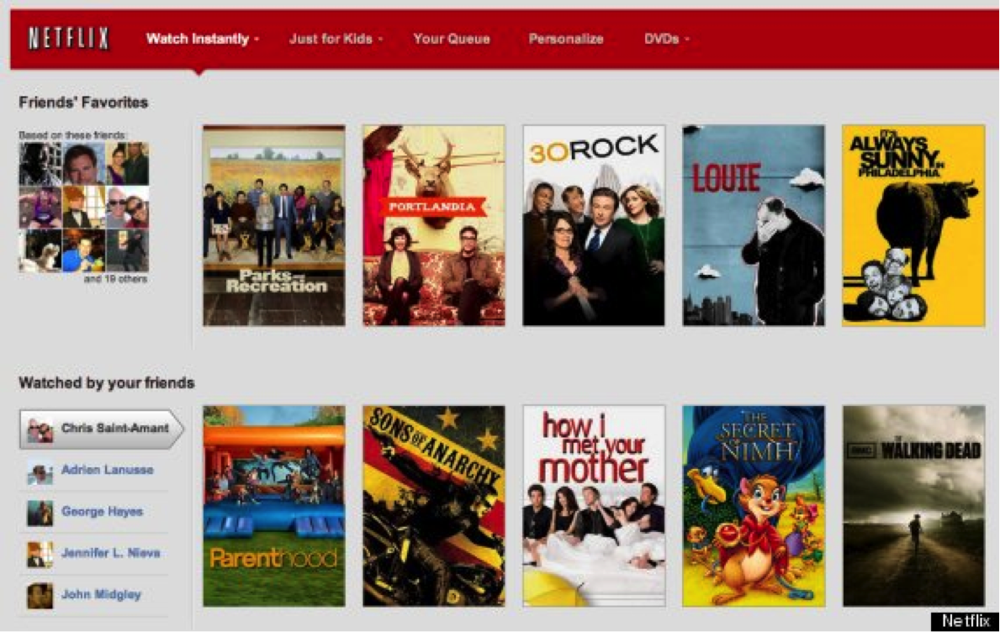 NETFLIX
Watch Instantly
Just for Kids
Your Queue
Personalize
DVDs
Friends' Favorites
Based on these friends:
and 19 others
Parks and
Recreation
PORTLANDIA
30ROCK
LOUIE
IT'S
ALWAYS
SUNNY IN
PHILADELPHIA
Watched by your friends
Chris Saint-Amant
Adrien Lanusse
George Hayes
Jennifer L. Nieva
John Midgley
Parenthood
SONS OF ANARCHY
how i
met your
mother
THE
SECRET
OF
NIMH
AMC THE WALKING DEAD
Netflix